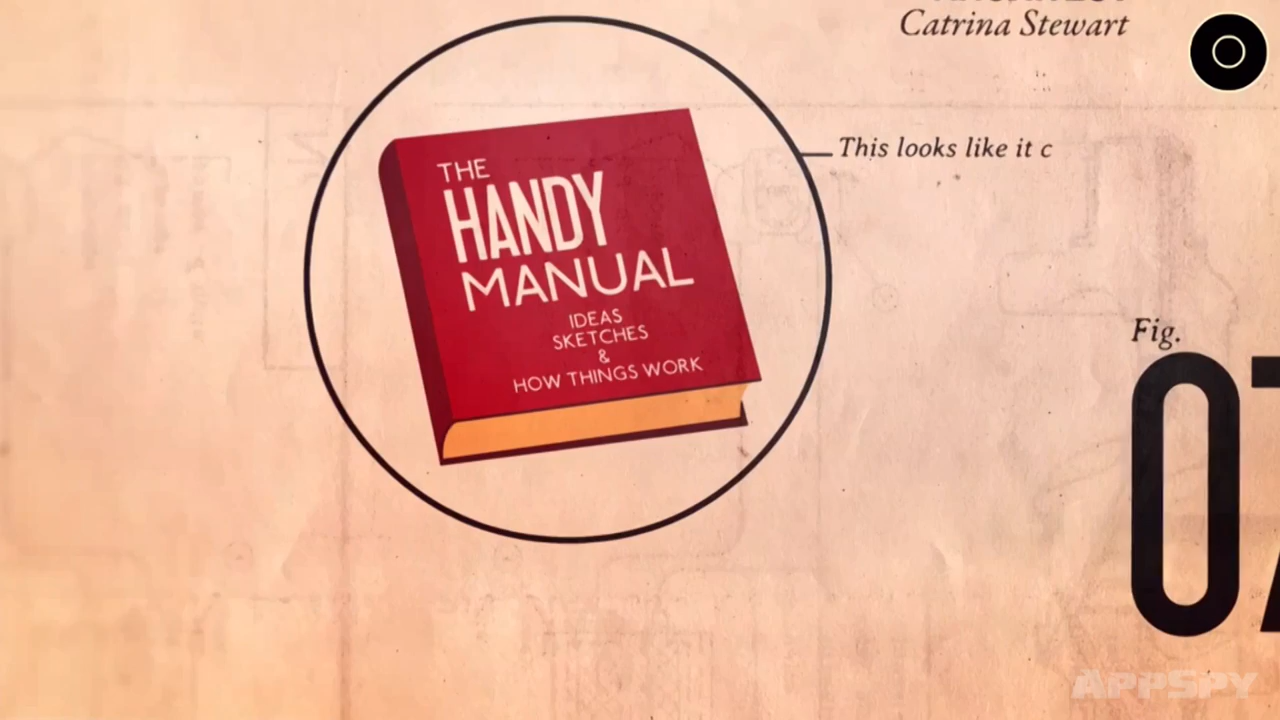 Catrina Stewart
THE
HANDY
MANUAL
IDEAS
SKETCHES
&
HOW THINGS WORK
This looks like it c
Fig.
APPSPY